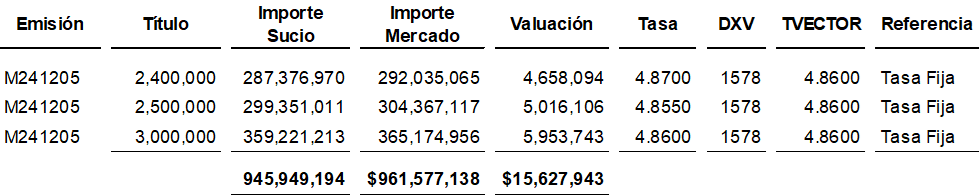 Emisión Título Importe Sucio Importe Mercado Valuación Tasa DXV TVECTOR Referencia
M241205 2,400,000 287,376,970 292,035,065 4,658,094 4.8700 1578 4.8600 Tasa Fija
M241205 2,500,000 299,351,011 304,367,117 5,016,106 4.8550 1578 4.8600 Tasa Fija
M241205 3,000,000 359,221,213 365,174,956 5,953,743 4.8600 1578 4.8600 Tasa Fija
945,949,194 $961,577,138 $15,627,943